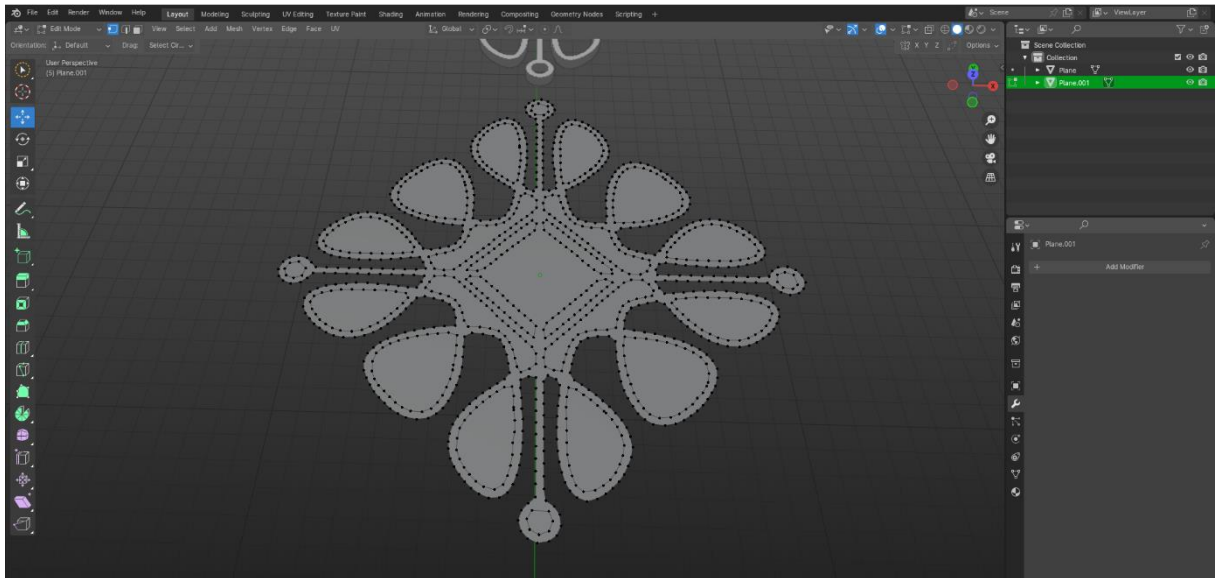 File Edit Render Window Help Layout Modeling Sculpting UV Editing Texture Paint Shading Animation Rendering Compositing Geometry Nodes Scripting + Scene ViewLayer
Edit Mode View Select Add Mesh Vertex Edge Face UV Global
Orientation: Default Drag: Select Cir... X Y Z Options
User Perspective
(5) Plane.001
Scene Collection
Collection
Plane
Plane.001
Plane.001
+ Add Modifier